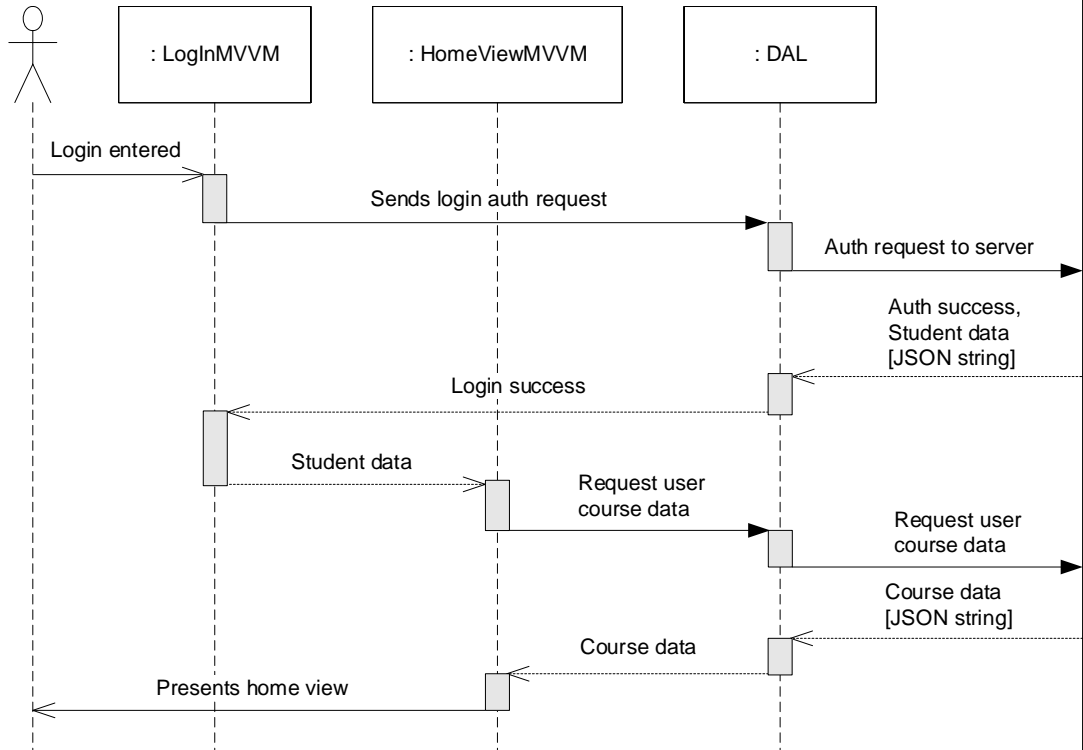 : LogInMVVM
: HomeViewMVVM
: DAL
Login entered
Sends login auth request
Auth request to server
Auth success,
Student data
[JSON string]
Login success
Student data
Request user
course data
Request user
course data
Course data
[JSON string]
Course data
Presents home view